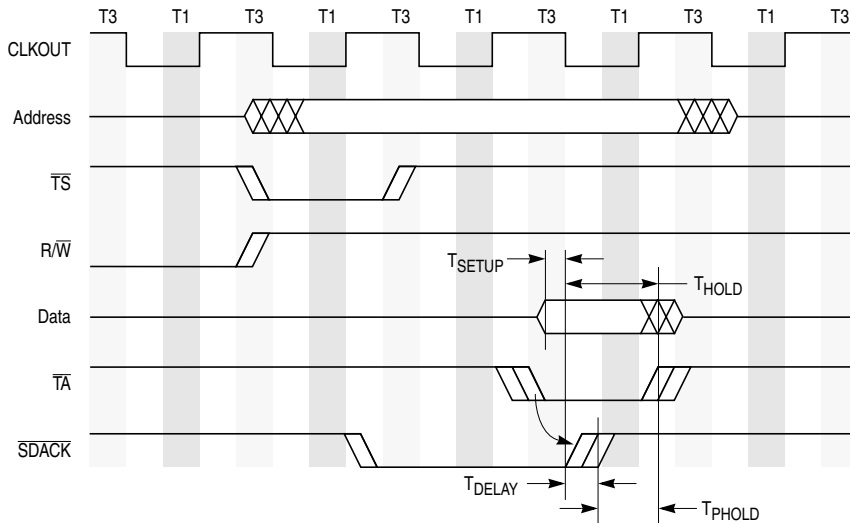 T3 T1 T3 T1 T3 T1 T3 T1 T3 T1 T3
CLKOUT
Address
TS
R/W
TSETUP
THOLD
Data
TA
SDACK
TDELAY
TPHOLD